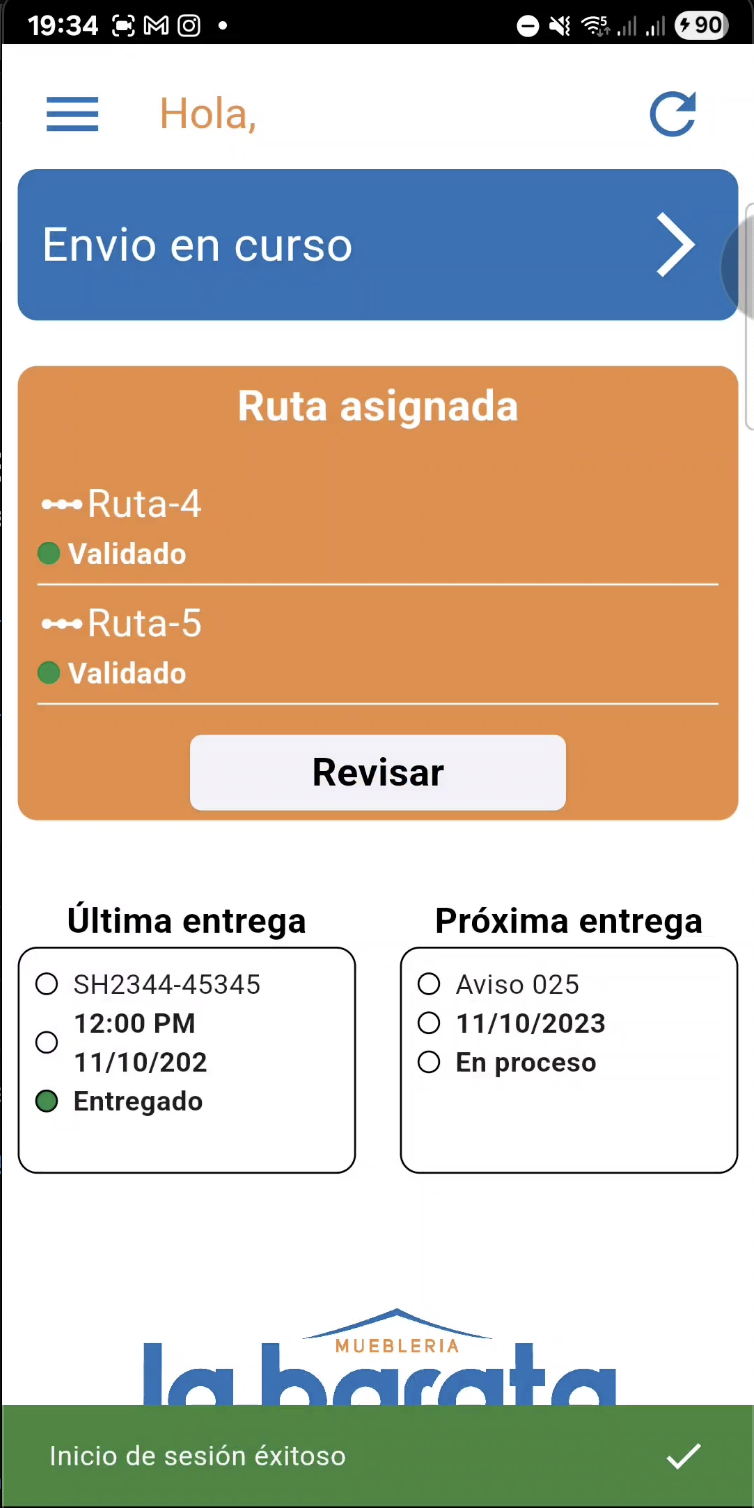 19:34
90
Hola,
Envio en curso
Ruta asignada
Ruta-4
Validado
Ruta-5
Validado
Revisar
Última entrega
SH2344-45345
12:00 PM
11/10/202
Entregado
Próxima entrega
Aviso 025
11/10/2023
En proceso
MUEBLERIA
la barata
Inicio de sesión éxitoso